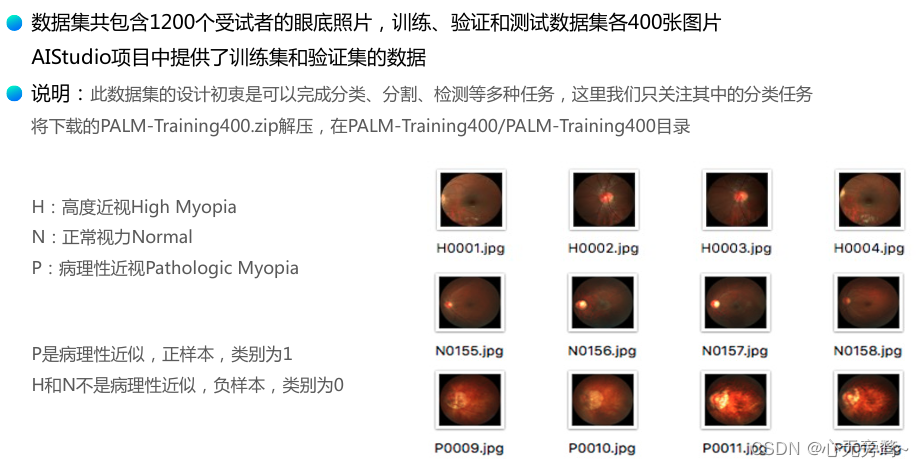 数据集共包含1200个受试者的眼底照片，训练、验证和测试数据集各400张图片
AIStudio项目中提供了训练集和验证集的数据
说明：此数据集的设计初衷是可以完成分类、分割、检测等多种任务，这里我们只关注其中的分类任务
将下载的PALM-Training400.zip解压，在PALM-Training400/PALM-Training400目录
H：高度近视High Myopia
N：正常视力Normal
P：病理性近视Pathologic Myopia
P是病理性近似，正样本，类别为1
H和N不是病理性近似，负样本，类别为0
H0001.jpg H0002.jpg H0003.jpg H0004.jpg
N0155.jpg N0156.jpg N0157.jpg N0158.jpg
P0009.jpg P0010.jpg P0011.jpg P0012.jpg
CSDN @心无旁骛~